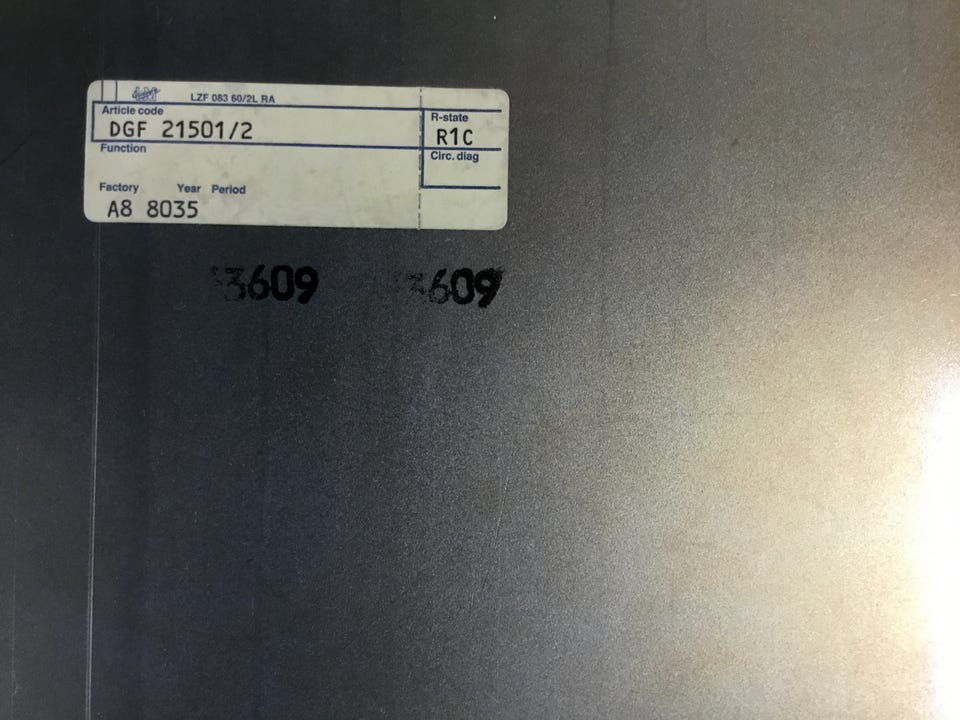 LZF 083 60/2L RA
Article code
DGF 21501/2
R-state
R1C
Function
Circ. diag
Factory Year Period
A8 8035
3609 3609